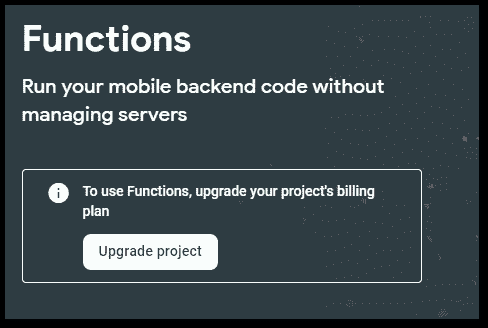 Functions
Run your mobile backend code without
managing servers
To use Functions, upgrade your project's billing
plan
Upgrade project